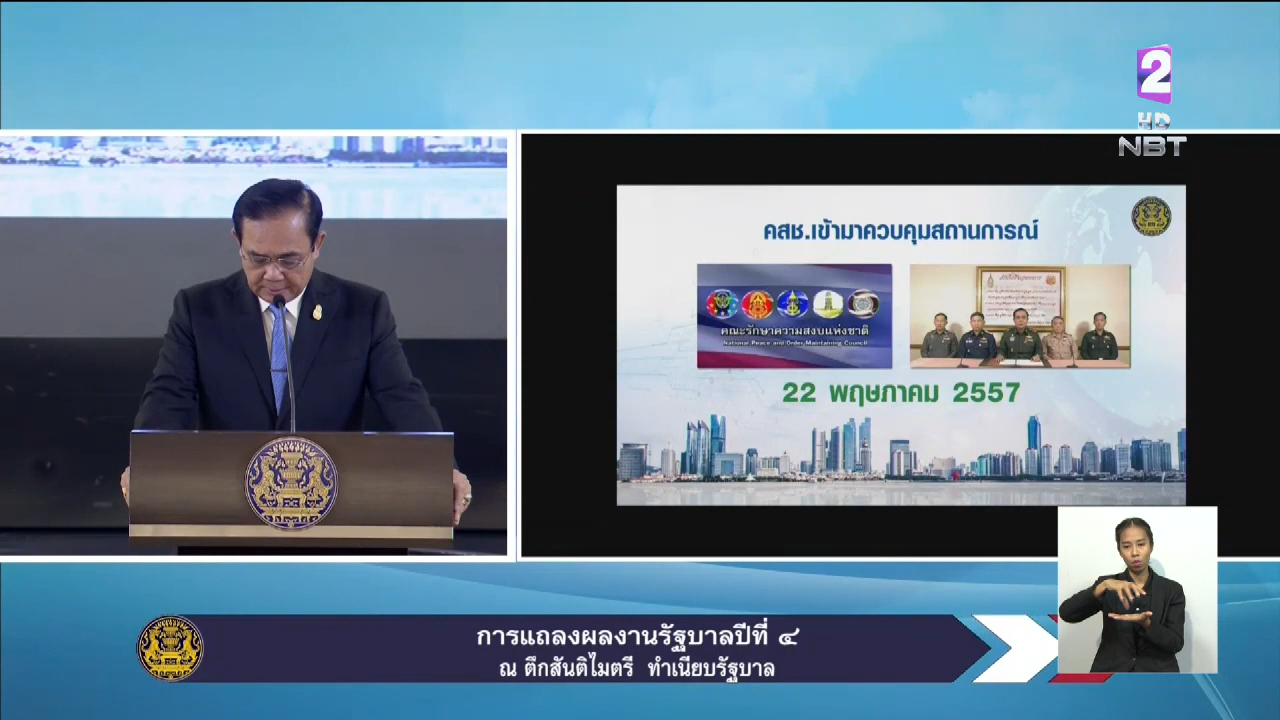 2
HD
NBT
คสช.เข้ามาควบคุมสถานการณ์
คณะรักษาความสงบแห่งชาติ
National Peace and Order Maintaining Council
22 พฤษภาคม 2557
การแถลงผลงานรัฐบาลปีที่ ๔
ณ ตึกสันติไมตรี ทำเนียบรัฐบาล